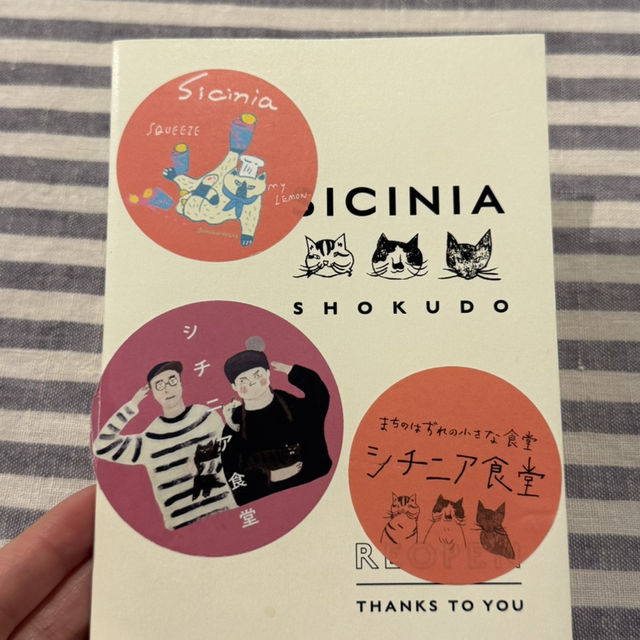 Sicinia
SQUEEZE
MY
LEMON.
SICINIA
SHOKUDO
シチニア食堂
まちのはずれの小さな食堂
シチニア食堂
REOPEN
THANKS TO YOU